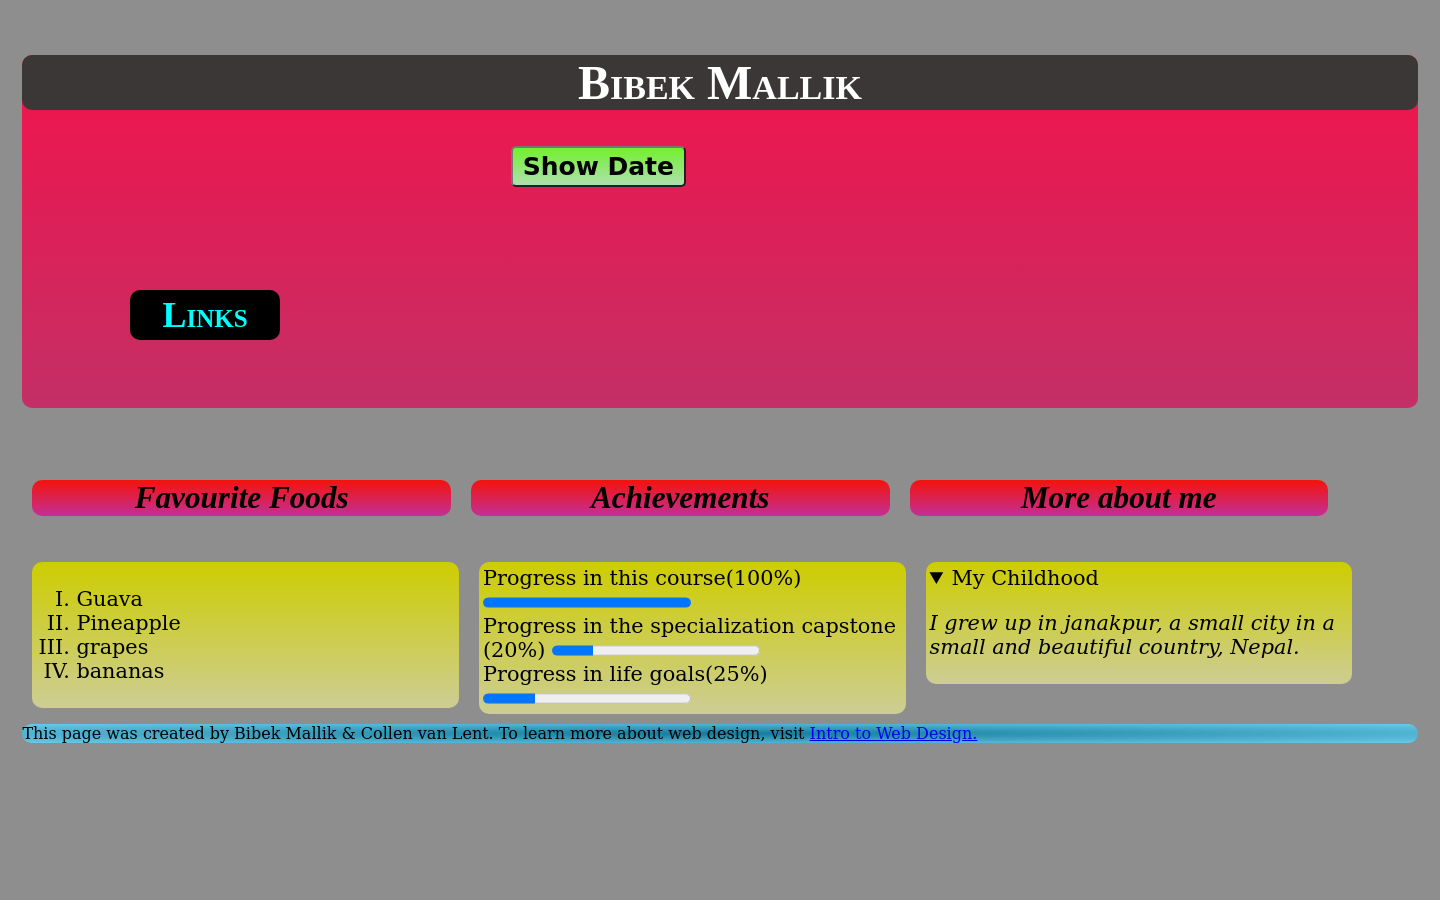 Bibek Mallik
Show Date
Links
Favourite Foods
Achievements
More about me
I. Guava
II. Pineapple
III. grapes
IV. bananas
Progress in this course(100%)
Progress in the specialization capstone
(20%)
Progress in life goals(25%)
▼ My Childhood
I grew up in janakpur, a small city in a
small and beautiful country, Nepal.
This page was created by Bibek Mallik & Collen van Lent. To learn more about web design, visit Intro to Web Design.